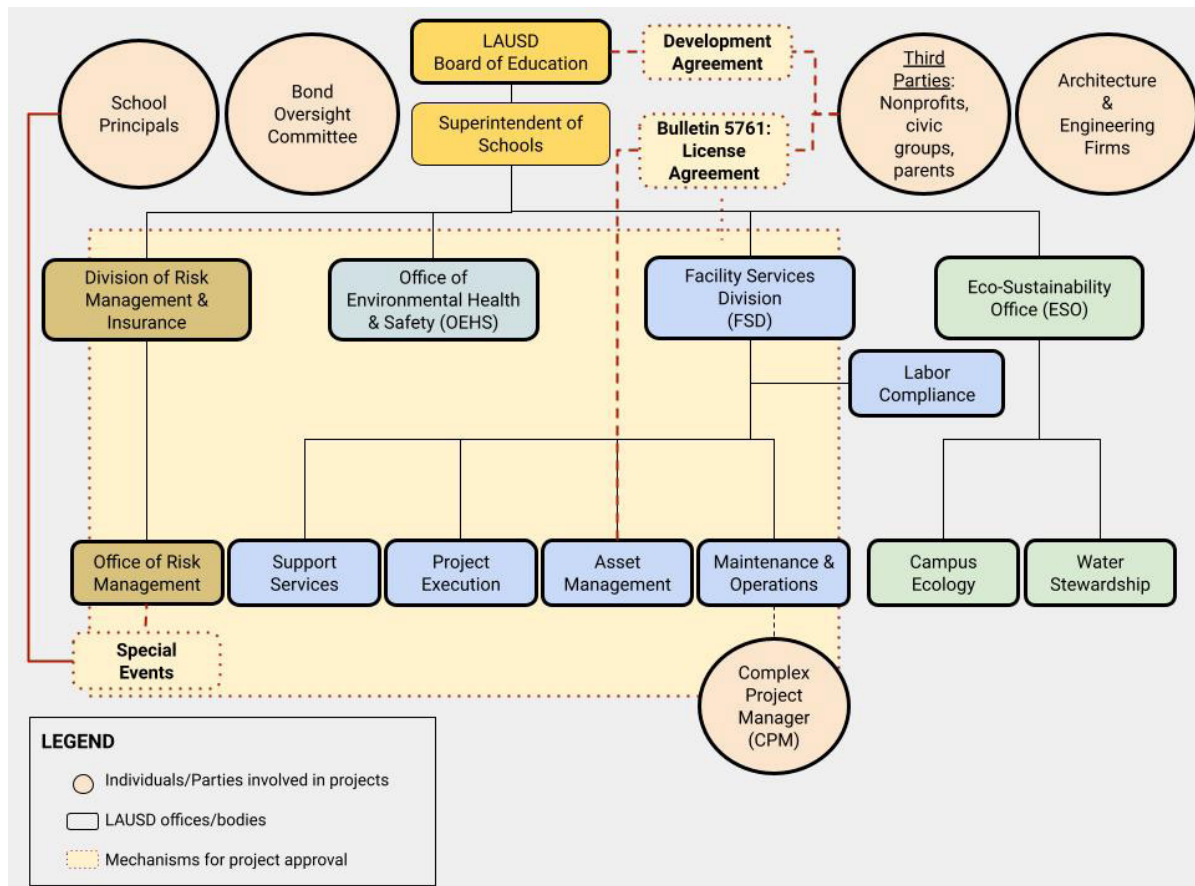 LAUSD
Board of Education
Development
Agreement
School
Principals
Bond
Oversight
Committee
Superintendent of
Schools
Bulletin 5761:
License
Agreement
Third
Parties:
Nonprofits,
civic
groups,
parents
Architecture
&
Engineering
Firms
Division of Risk
Management &
Insurance
Office of
Environmental Health
& Safety (OEHS)
Facility Services
Division
(FSD)
Eco-Sustainability
Office (ESO)
Labor
Compliance
Office of Risk
Management
Support
Services
Project
Execution
Asset
Management
Maintenance &
Operations
Campus
Ecology
Water
Stewardship
Special
Events
Complex
Project
Manager
(CPM)
LEGEND
Individuals/Parties involved in projects
LAUSD offices/bodies
Mechanisms for project approval